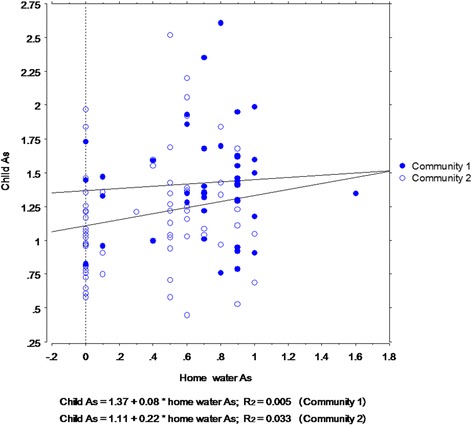 2.75
2.5
2.25
2
1.75
1.5
1.25
1
.75
.5
.25
Child As
-.2 0 .2 .4 .6 .8 1 1.2 1.4 1.6 1.8
Home water As
Community 1
Community 2
Child As = 1.37 + 0.08 * home water As; R2 = 0.005 (Community 1)
Child As = 1.11 + 0.22 * home water As; R2 = 0.033 (Community 2)